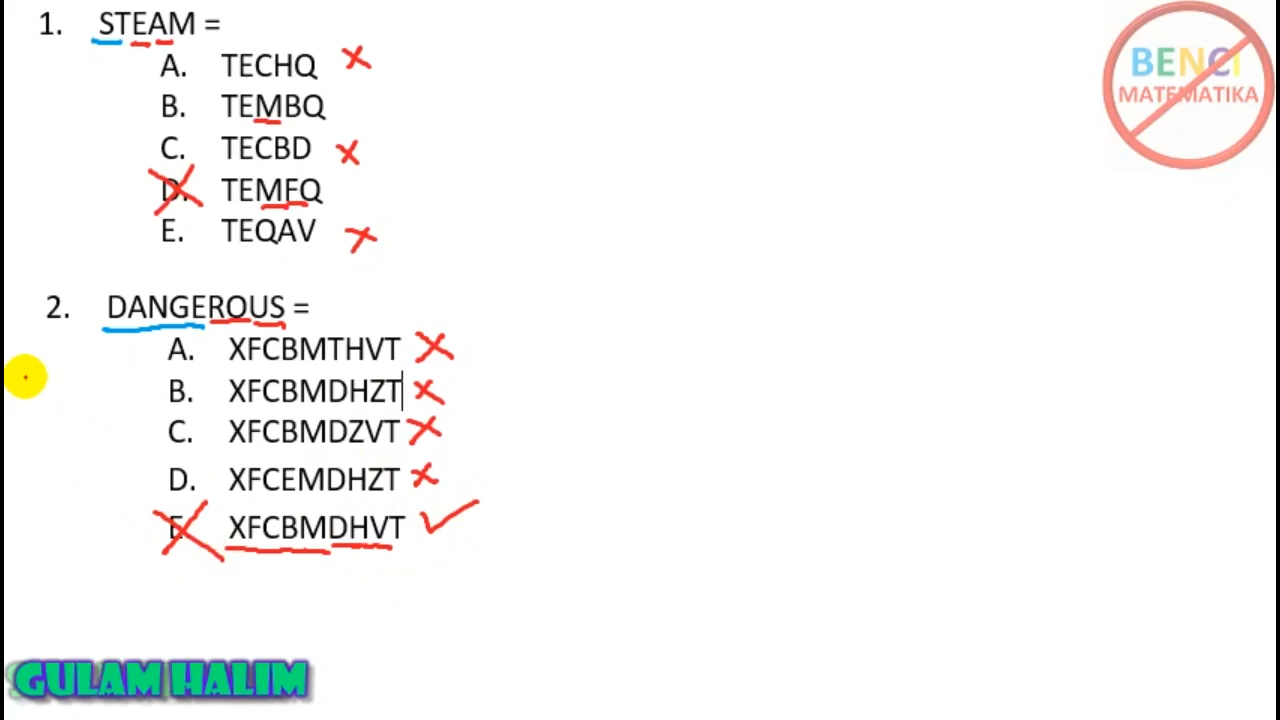 1. STEAM =
A. TECHQ
B. TEMBQ
C. TECBD
D. TEMFQ
E. TEQAV
2. DANGEROUS =
A. XFCBMTHVT
B. XFCBMDHZT
C. XFCBMDZVT
D. XFCEMDHZT
E. XFCBMDHVT
BENCI
MATEMATIKA
GULAM HALIM